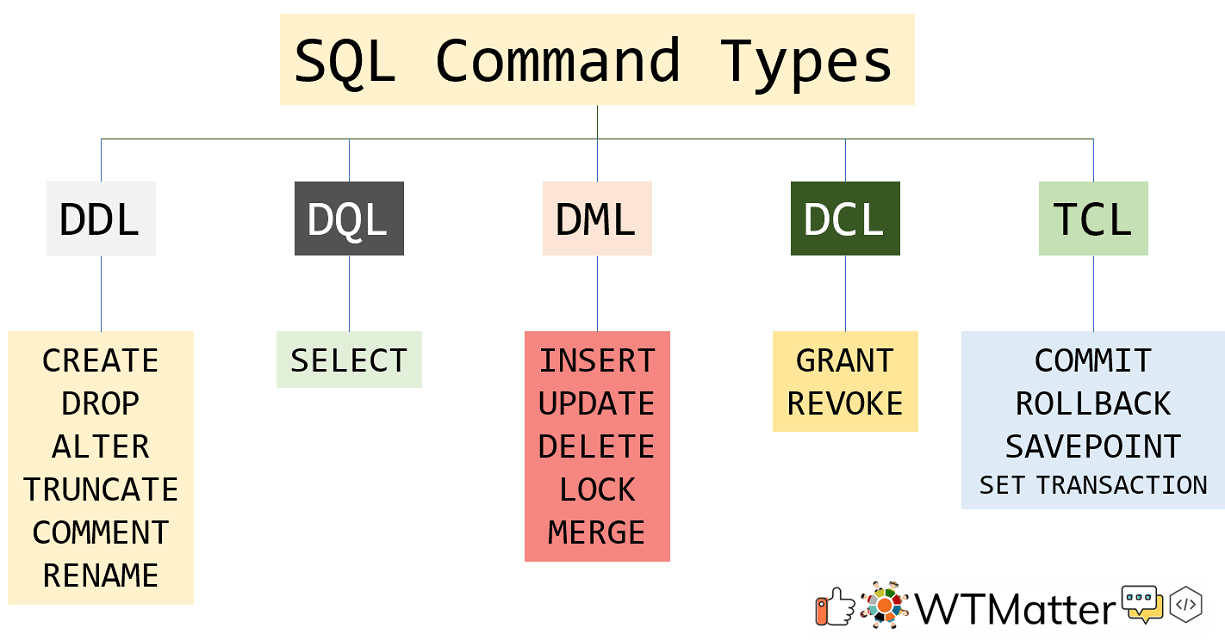 SQL Command Types
DDL
DQL
DML
DCL
TCL
CREATE
DROP
ALTER
TRUNCATE
COMMENT
RENAME
SELECT
INSERT
UPDATE
DELETE
LOCK
MERGE
GRANT
REVOKE
COMMIT
ROLLBACK
SAVEPOINT
SET TRANSACTION
WTMatter